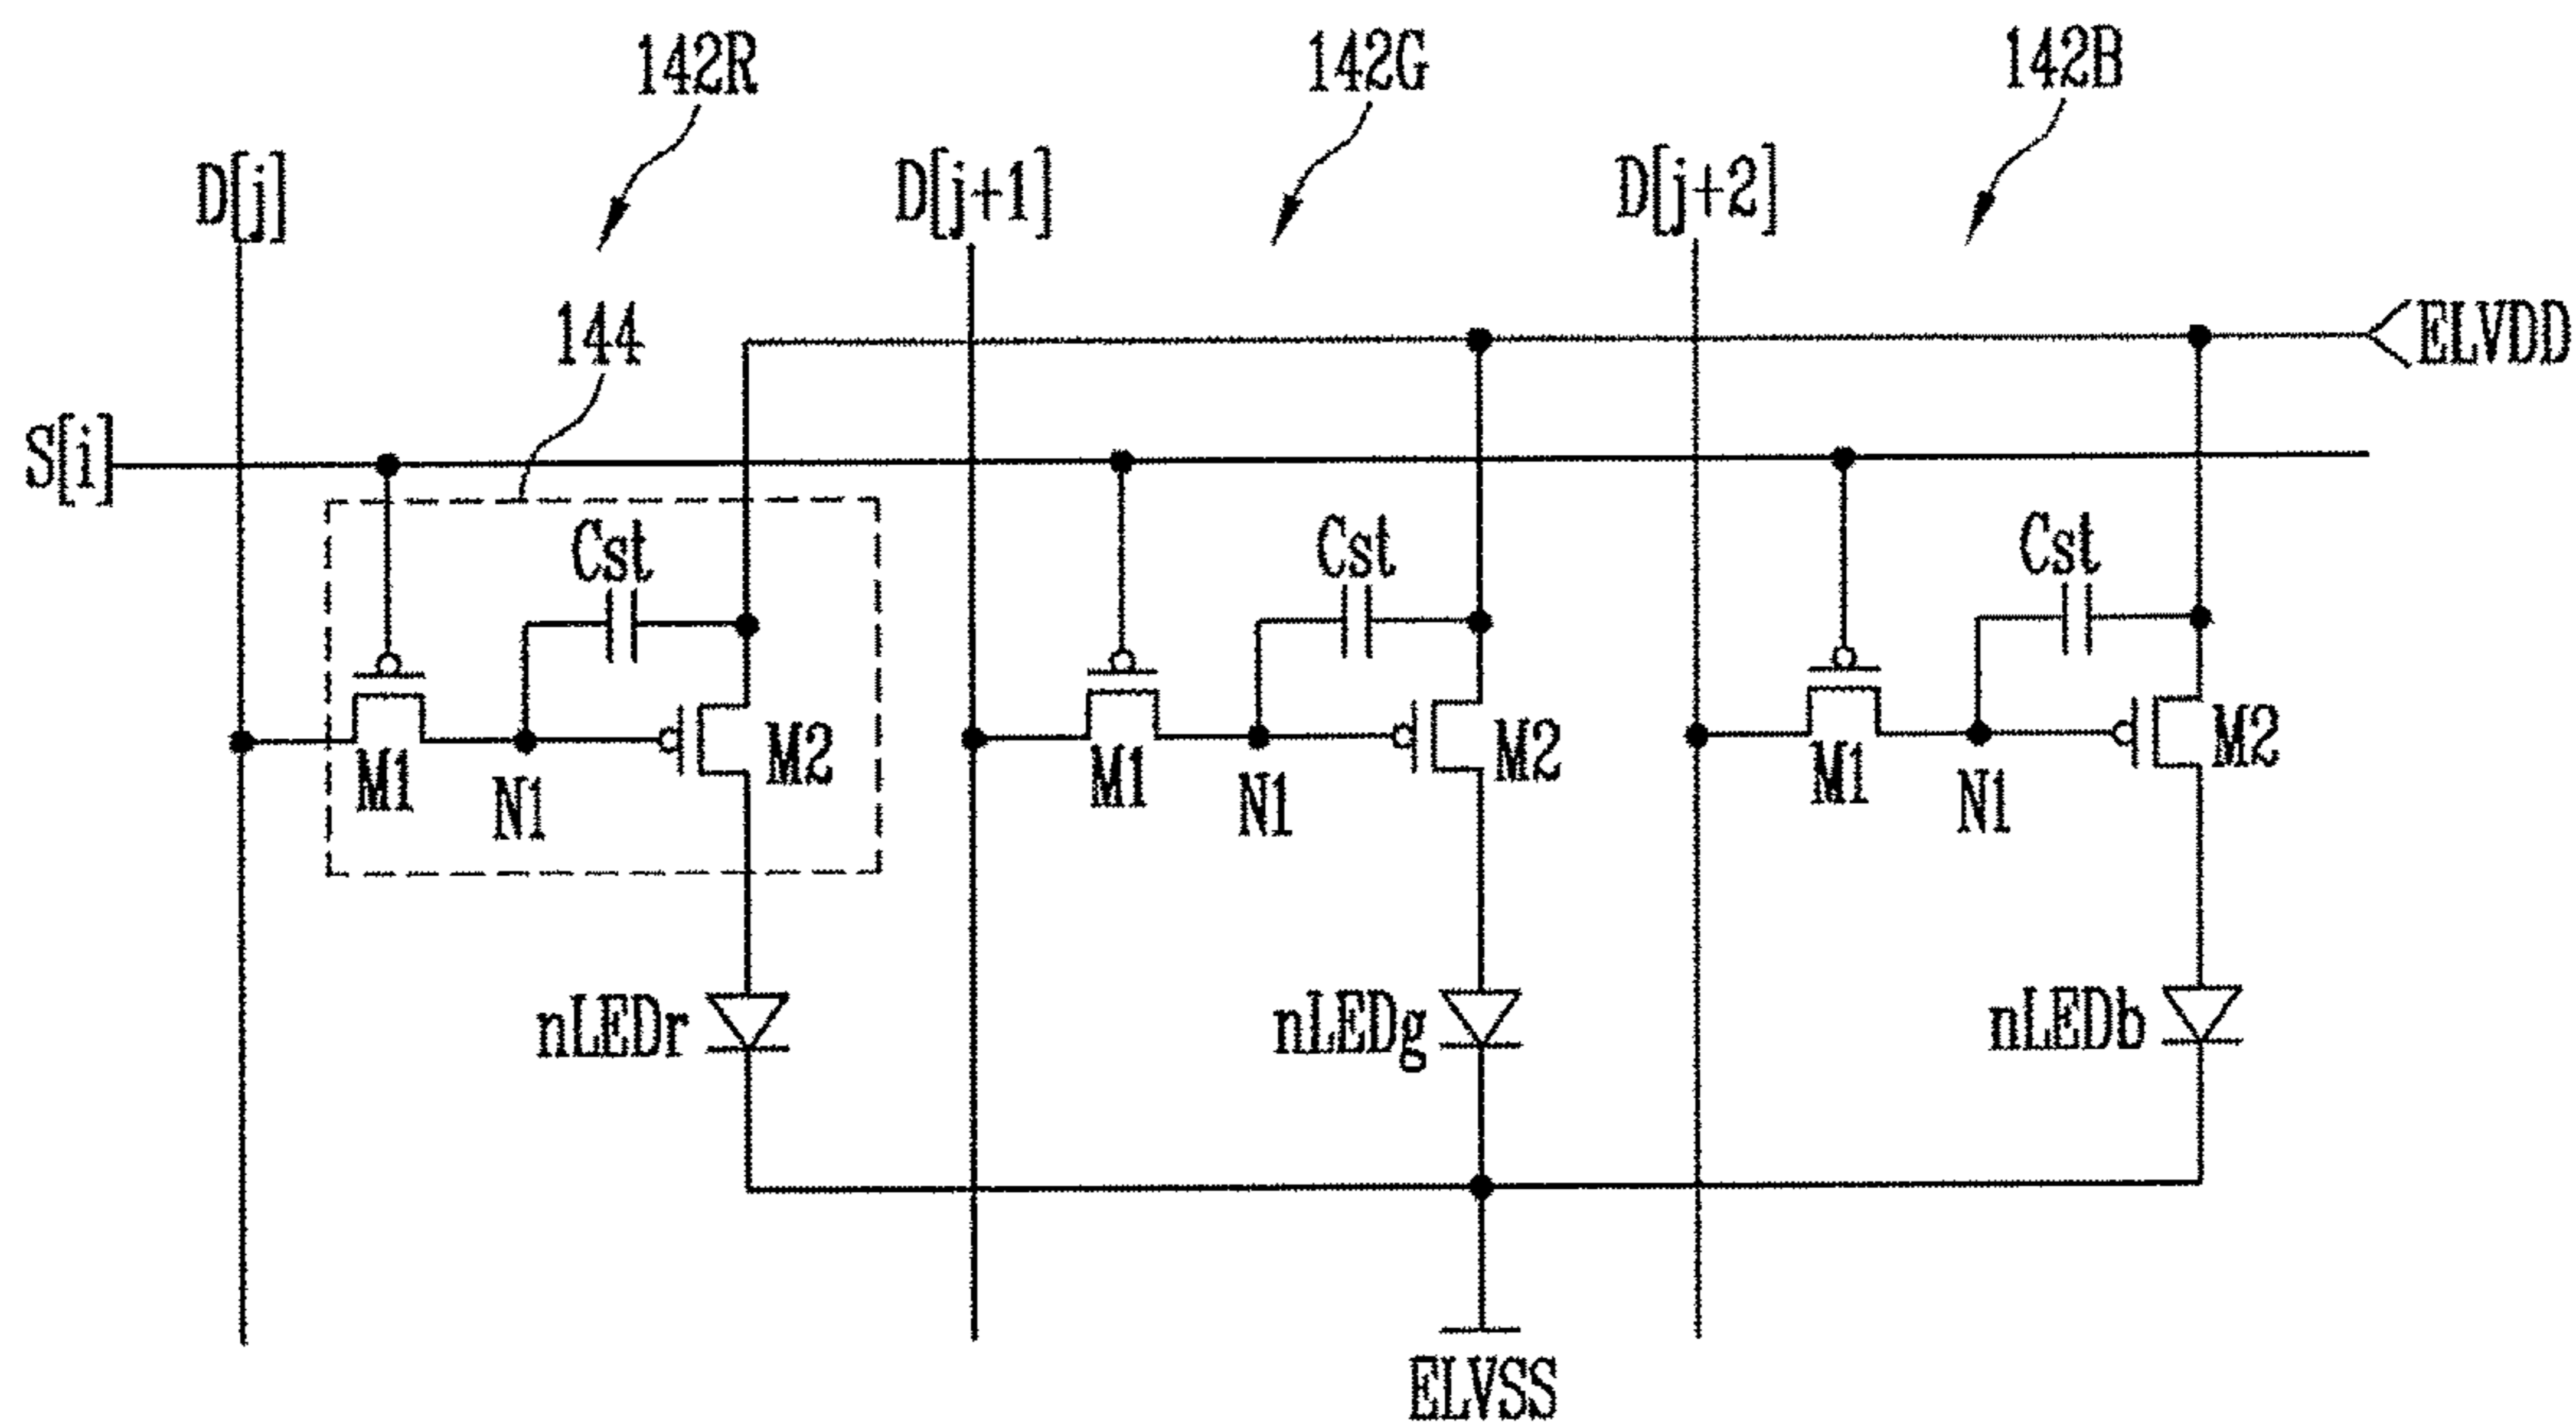 142R
142G
142B
D[j]
D[j+1]
D[j+2]
144
ELVDD
S[i]
Cst
Cst
Cst
M1
N1
M2
M1
N1
M2
M1
N1
M2
nLEDr
nLEDg
nLEDb
ELVSS